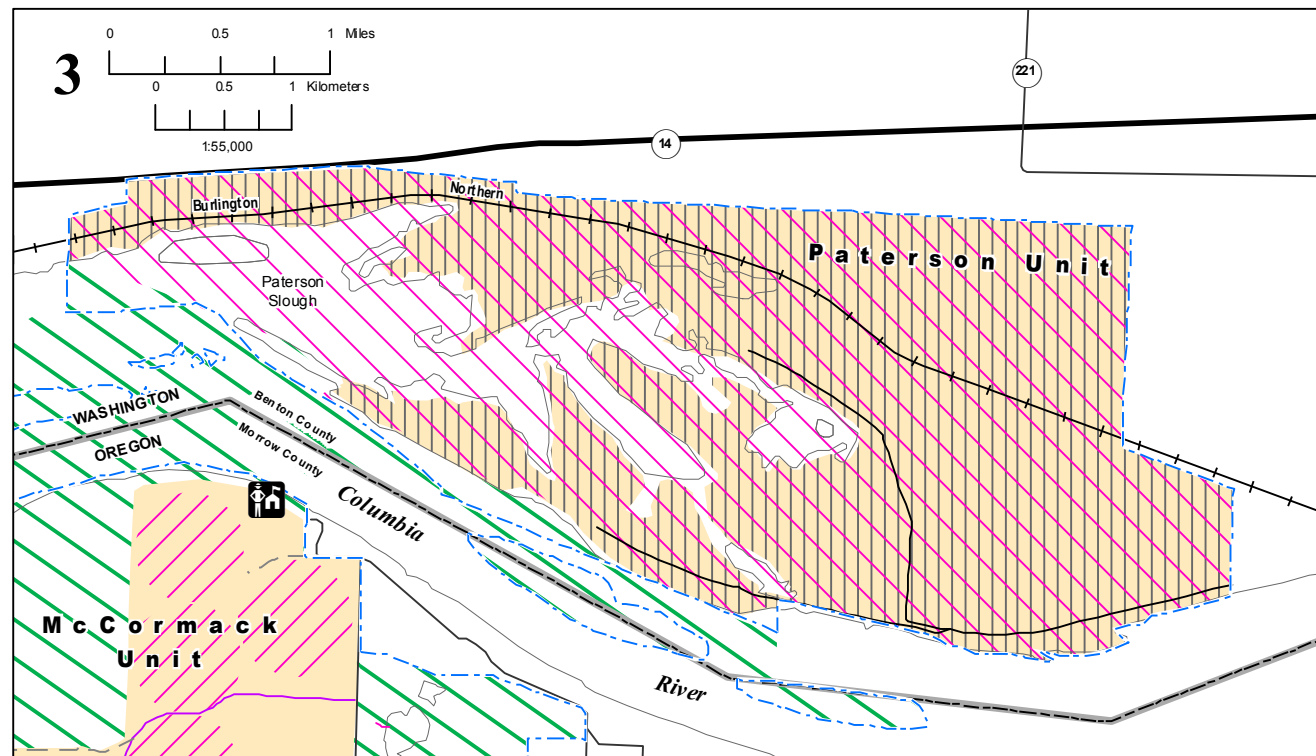 0 0.5 1 Miles
3
0 0.5 1 Kilometers
1:55,000
221
14
Burlington Northern
Paterson Unit
Paterson
Slough
WASHINGTON
OREGON
Benton County
Morrow County
Columbia
River
McCormack
Unit